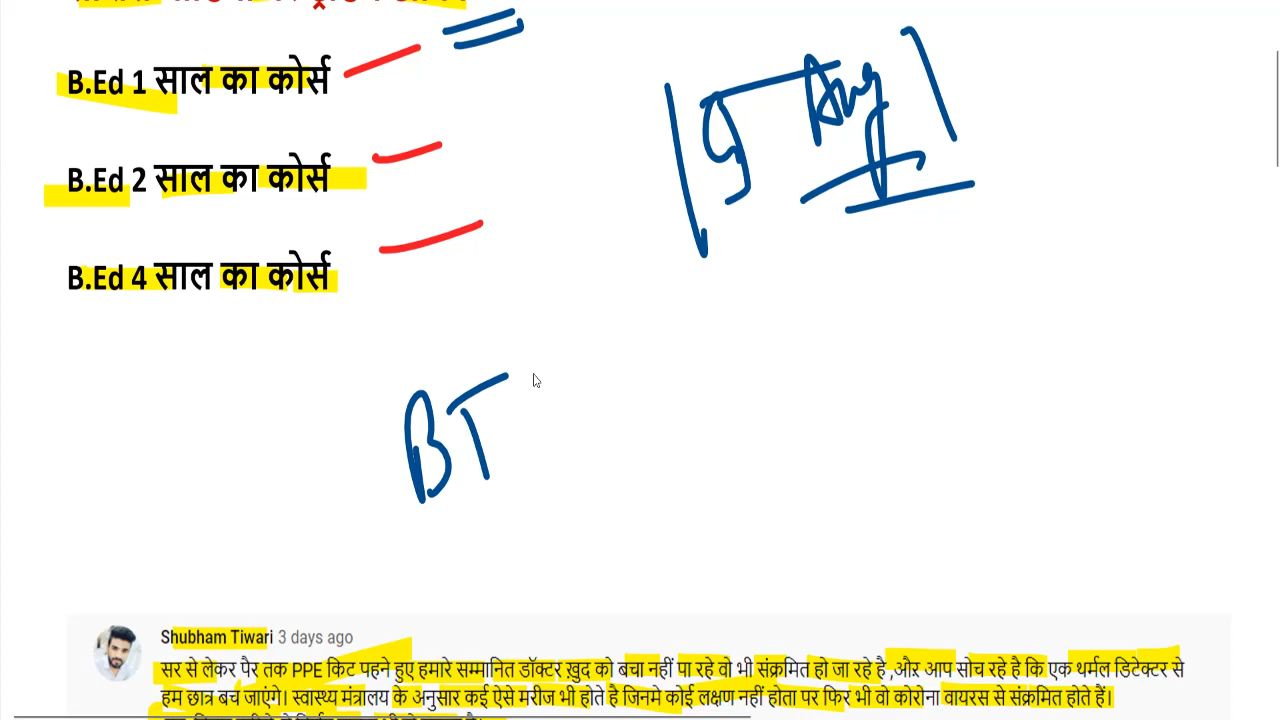 B.Ed 1 साल का कोर्स
9 Aug
B.Ed 2 साल का कोर्स
B.Ed 4 साल का कोर्स
BT
Shubham Tiwari 3 days ago
सर से लेकर पैर तक PPE किट पहने हुए हमारे सम्मानित डॉक्टर ख़ुद को बचा नहीं पा रहे वो भी संक्रमित हो जा रहे है ,और आप सोच रहे है कि एक थर्मल डिटेक्टर से
हम छात्र बच जाएंगे। स्वास्थ्य मंत्रालय के अनुसार कई ऐसे मरीज भी होते है जिनमे कोई लक्षण नहीं होता पर फिर भी वो कोरोना वायरस से संक्रमित होते हैं।